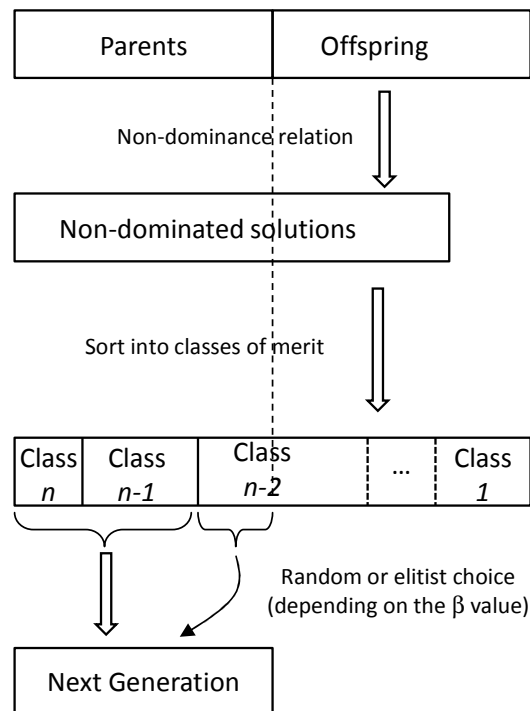 Parents Offspring
Non-dominance relation
Non-dominated solutions
Sort into classes of merit
Class Class Class ... Class
n n-1 n-2 1
Random or elitist choice
(depending on the β value)
Next Generation